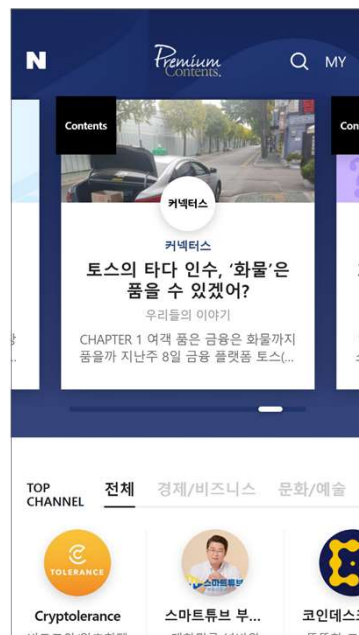 N
Premium
Contents.
MY
Contents
커넥터스
커넥터스
토스의 타다 인수, ‘화물’은
품을 수 있겠어?
우리들의 이야기
CHAPTER 1 여객 품은 금융은 화물까지
품을까 지난주 8일 금융 플랫폼 토스(...
TOP
CHANNEL
전체
경제/비즈니스
문화/예술
TOLERANCE
스마트튜브
Cryptolerance
스마트튜브 부...